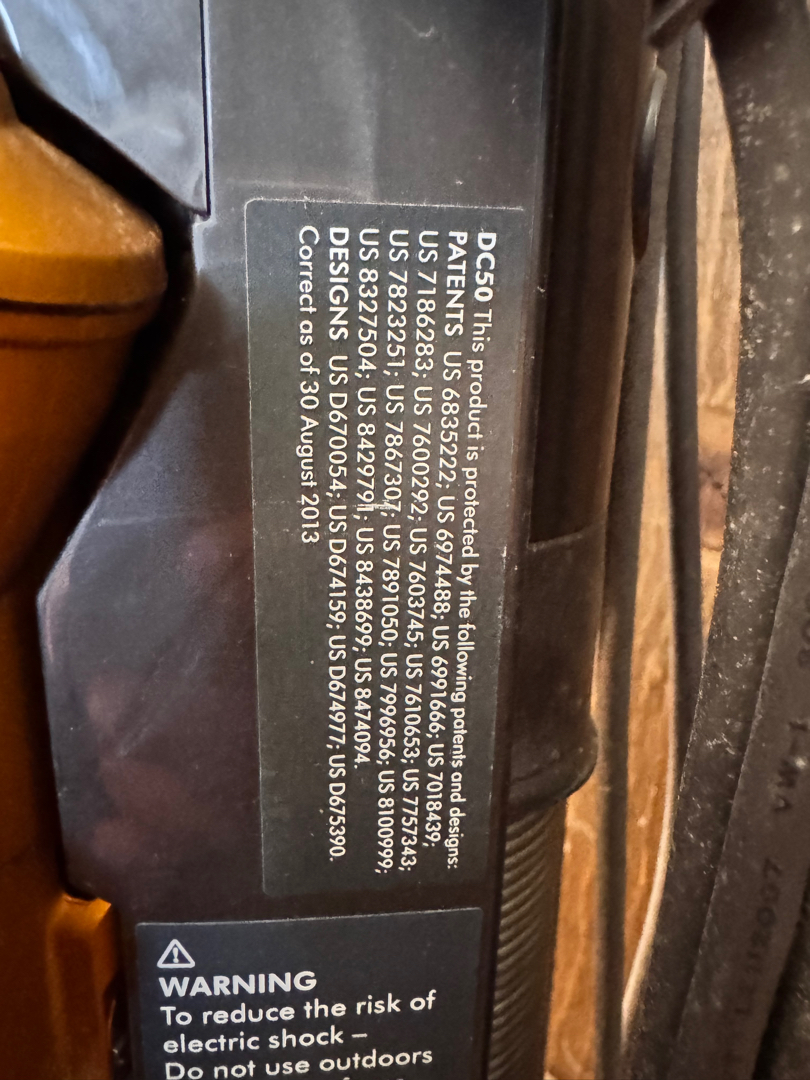 DC50 This product is protected by the following patents and designs:
PATENTS US 6835222; US 6974488; US 6991666; US 7018439;
US 7186283; US 7600292; US 7603745; US 7610653; US 7757343;
US 7823251; US 7867307; US 7891050; US 7996956; US 8100999;
US 8327504; US 8429791; US 8438699; US 8474094.
DESIGNS US D670054; US D674159; US D674977; US D675390.
Correct as of 30 August 2013
WARNING
To reduce the risk of
electric shock –
Do not use outdoors